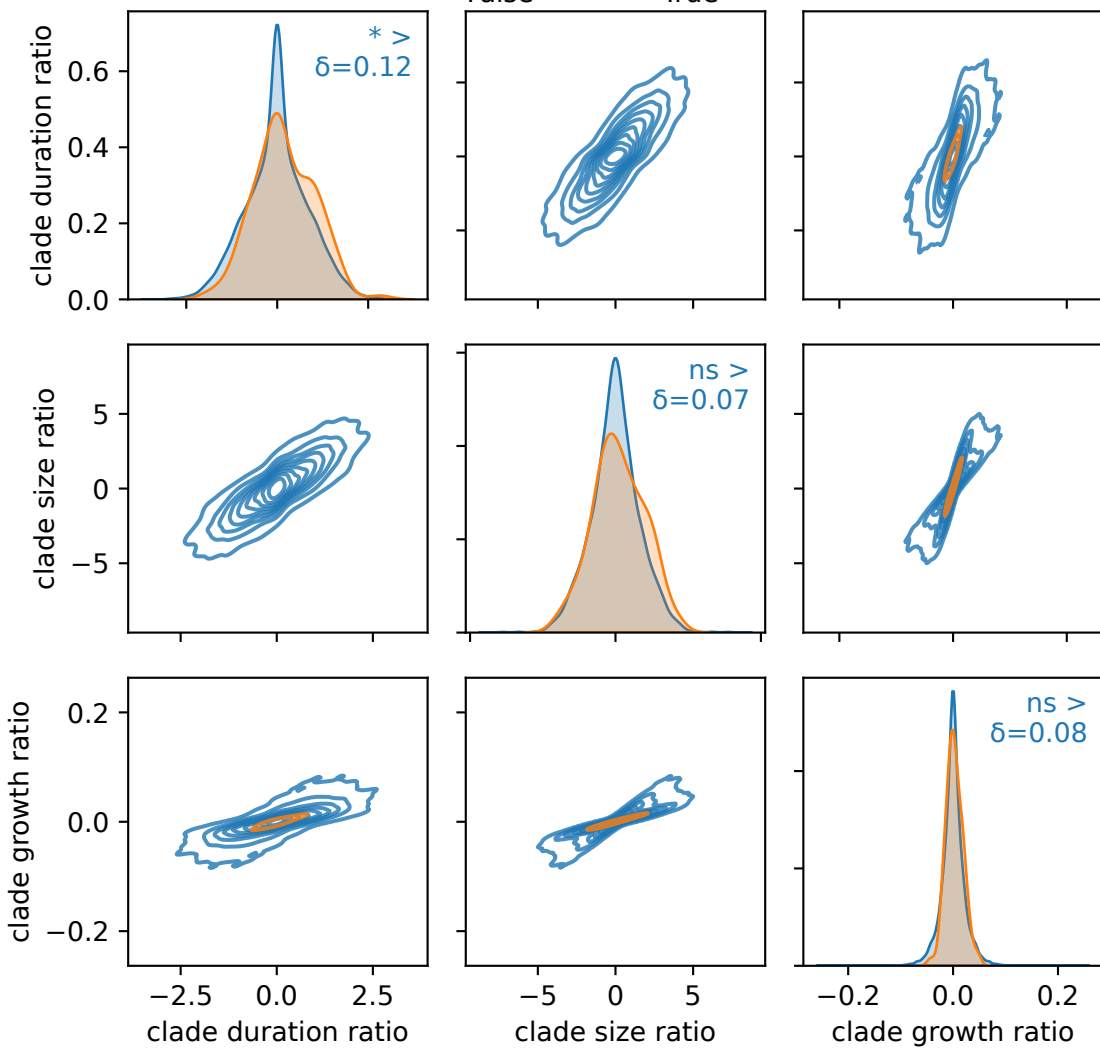 clade duration ratio
0.6
0.4
0.2
0.0
* >
δ=0.12
clade size ratio
5
0
−5
ns >
δ=0.07
clade growth ratio
0.2
0.0
−0.2
ns >
δ=0.08
−2.5 0.0 2.5
−5 0 5
−0.2 0.0 0.2
clade duration ratio
clade size ratio
clade growth ratio